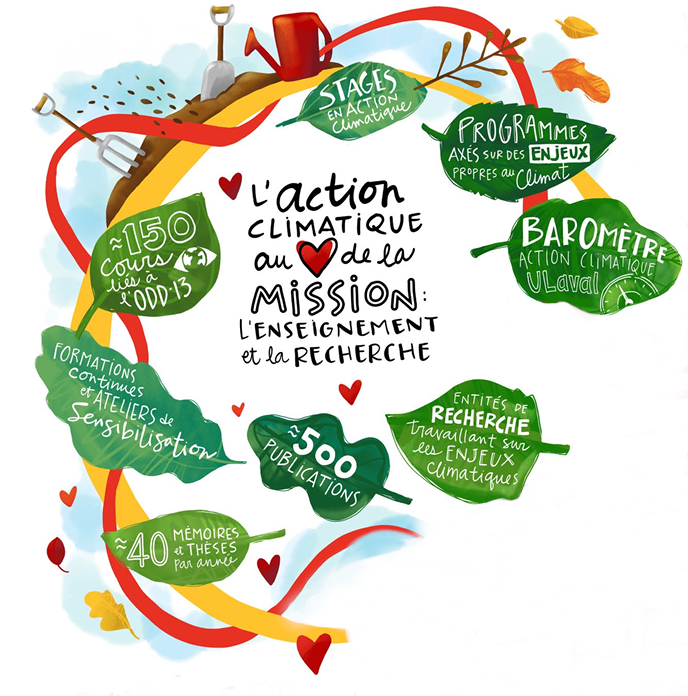 L'action
CLIMATIQUE
au de la
MISSION:
L'ENSEIGNEMENT
et la RECHERCHE
STAGES
EN ACTION
Climatique
PROGRAMMES
AXÉS SUR DES ENJEUX
PROPRES AU Climat
BAROMÈTRE
ACTION CLIMATIQUE
ULaval
ENTITÉS DE
RECHERCHE
travaillant sur
les ENJEUX
climatiques
≈500
PUBLICATIONS
≈40 MÉMOIRES
et THÈSES
par année
FORMATIONS
continues
et ATELIERS de
Sensibilisation
≈150
Cours
liés à
l'ODD-13